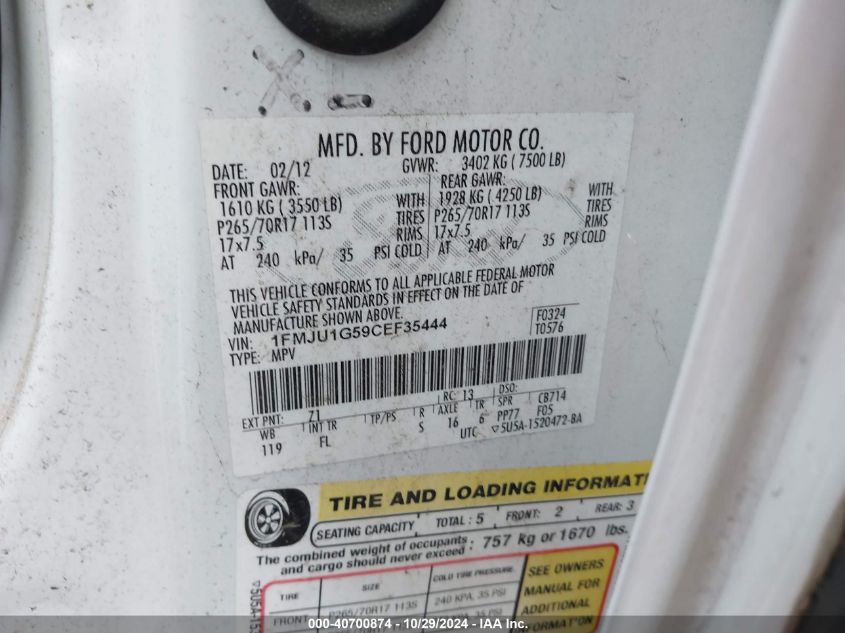 MFD. BY FORD MOTOR CO.
DATE: 02/12 GVWR: 3402 KG ( 7500 LB)
FRONT GAWR: REAR GAWR:
1610 KG ( 3550 LB) WITH 1928 KG ( 4250 LB) WITH
P265/70R17 113S TIRES P265/70R17 113S TIRES
17x7.5 RIMS 17x7.5 RIMS
AT 240 kPa/ 35 PSI COLD AT 240 kPa/ 35 PSI COLD
THIS VEHICLE CONFORMS TO ALL APPLICABLE FEDERAL MOTOR
VEHICLE SAFETY STANDARDS IN EFFECT ON THE DATE OF
MANUFACTURE SHOWN ABOVE.
VIN: 1FMJU1G59CEF35444 F0324
TYPE: MPV T0576
EXT PNT: Z1 RC: 13 DSO:
WB INT TR TP/PS R AXLE TR SPR CB714
119 FL S 16 6 PP77 F05
UTC ▽5U5A-1520472-BA
TIRE AND LOADING INFORMAT
SEATING CAPACITY TOTAL : 5 FRONT: 2 REAR: 3
The combined weight of occupants
and cargo should never exceed : 757 kg or 1670 lbs.
TIRE SIZE COLD TIRE PRESSURE SEE OWNERS
FRONT P265/70R17 113S 240 KPA, 35 PSI MANUAL FOR
ADDITIONAL
INFORMATION
▽5U5A-153
000-40700874 / 10/29/2024 / IAA Inc.